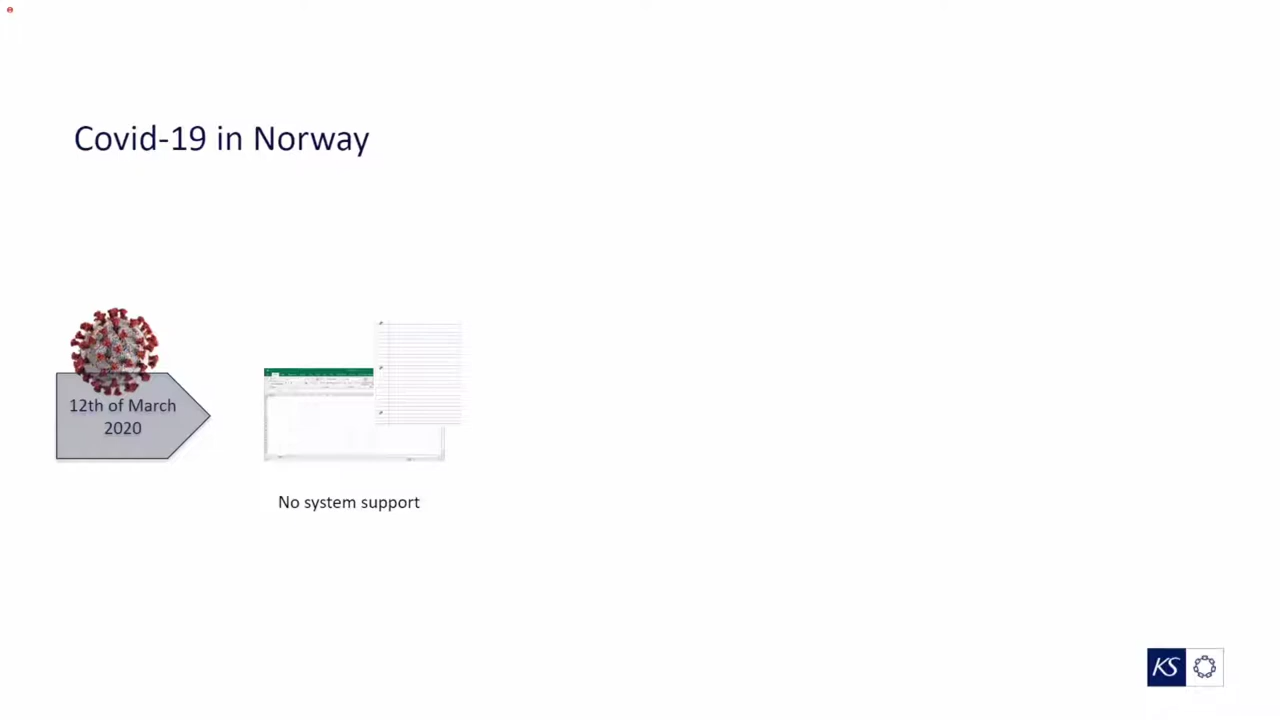 Covid-19 in Norway
12th of March
2020
No system support
KS